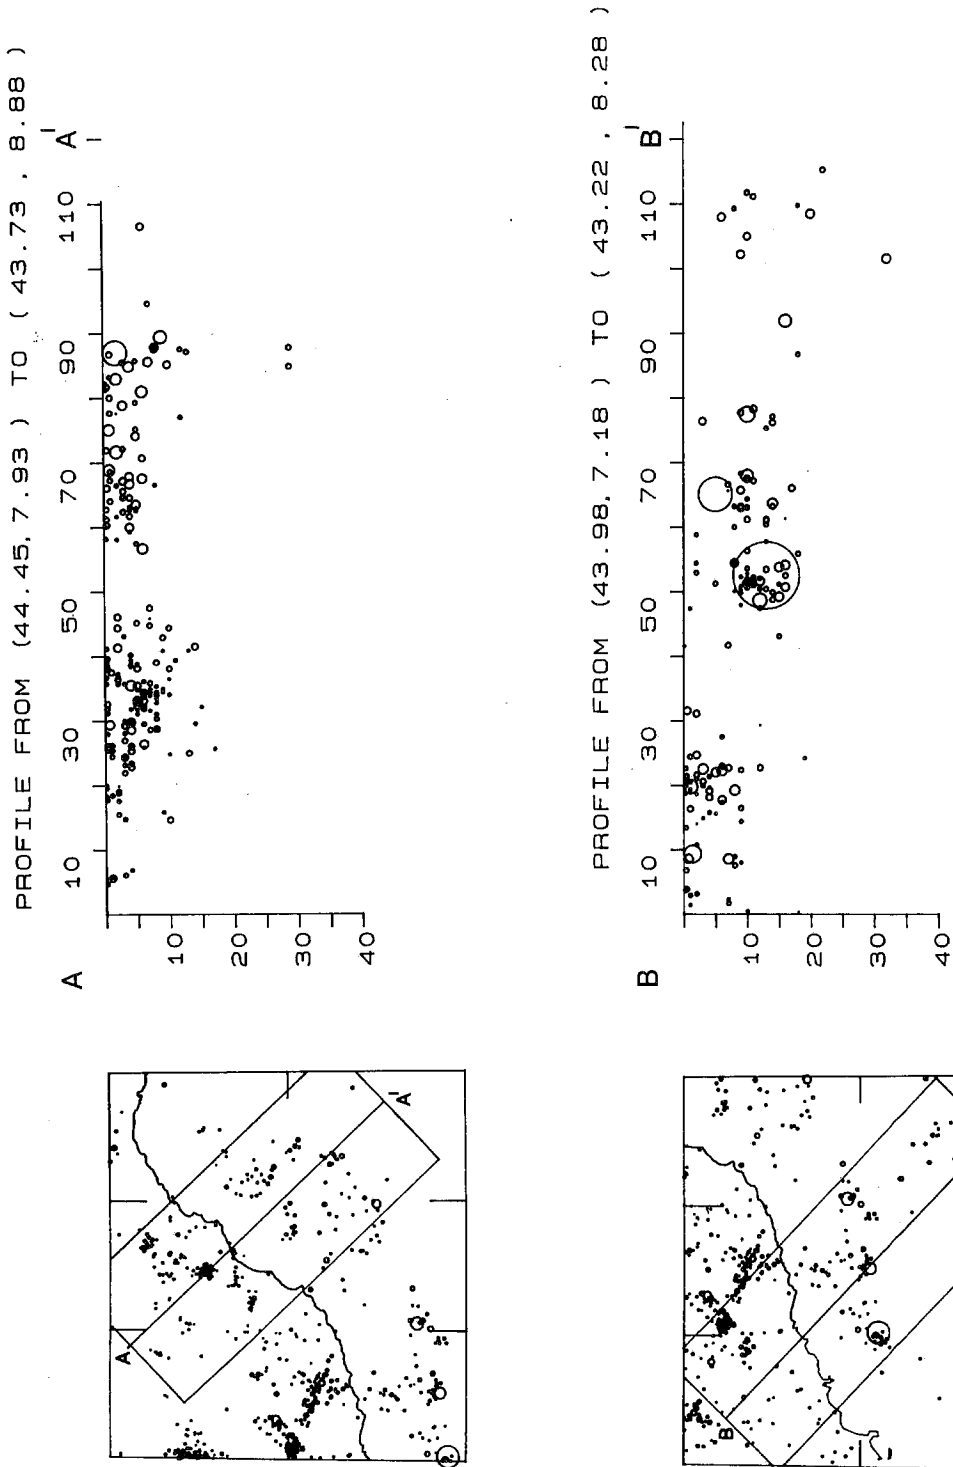 PROFILE FROM (44.45, 7.93 ) TO ( 43.73 , 8.88 )
A A'
10 30 50 70 90 110
10
20
30
40
A
A'
PROFILE FROM (43.98, 7.18 ) TO ( 43.22 , 8.28 )
B B'
10 30 50 70 90 110
10
20
30
40
B